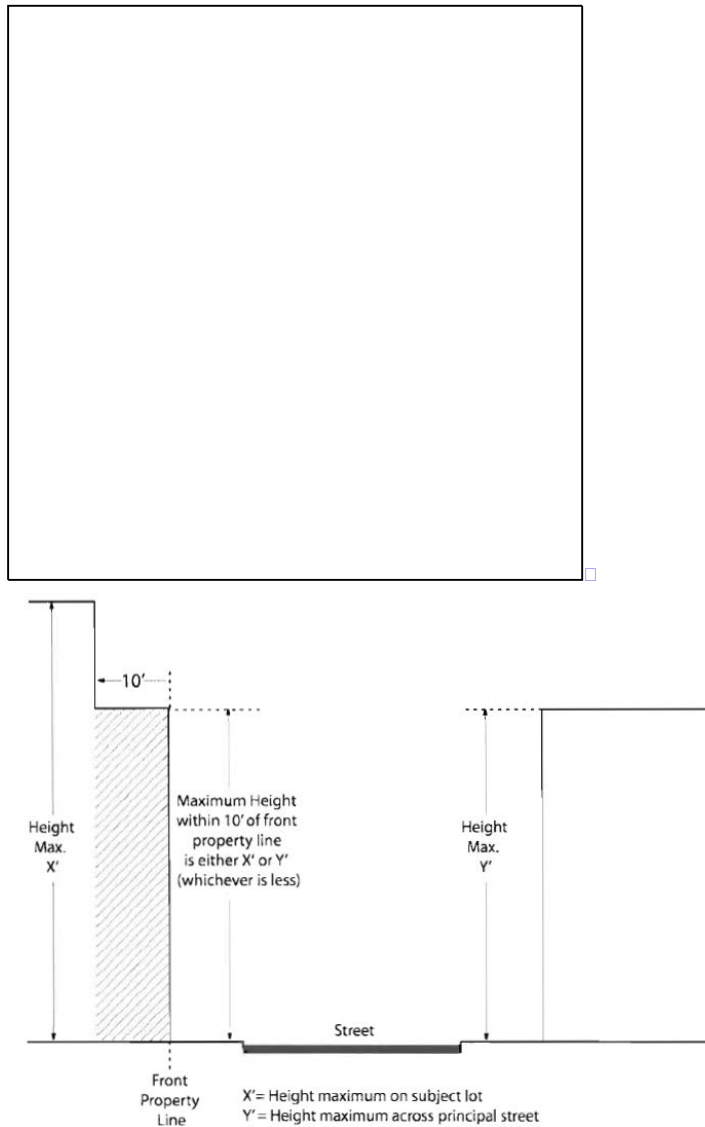 10'
Maximum Height
within 10' of front
property line
is either X' or Y'
(whichever is less)
Height
Max.
X'
Height
Max.
Y'
Street
Front
Property
Line
X'= Height maximum on subject lot
Y'= Height maximum across principal street